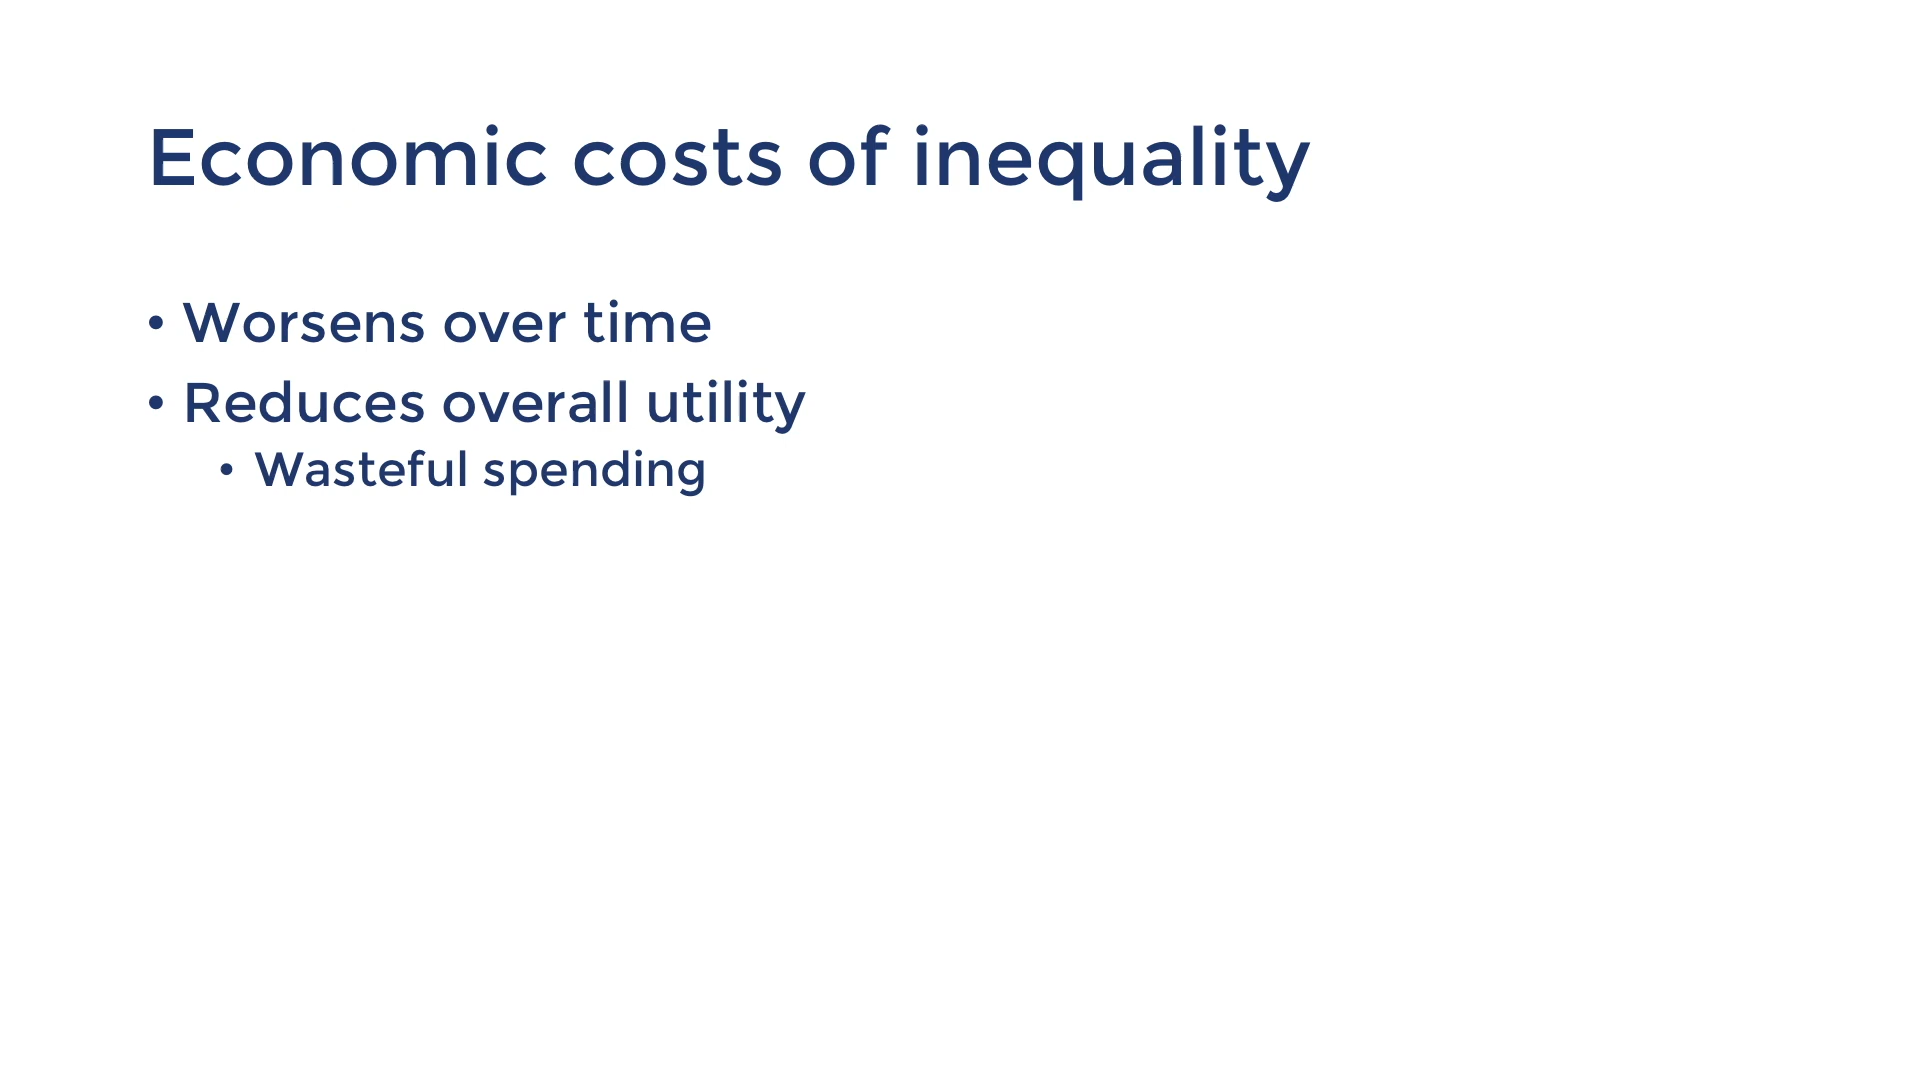 Economic costs of inequality
• Worsens over time
• Reduces overall utility
• Wasteful spending